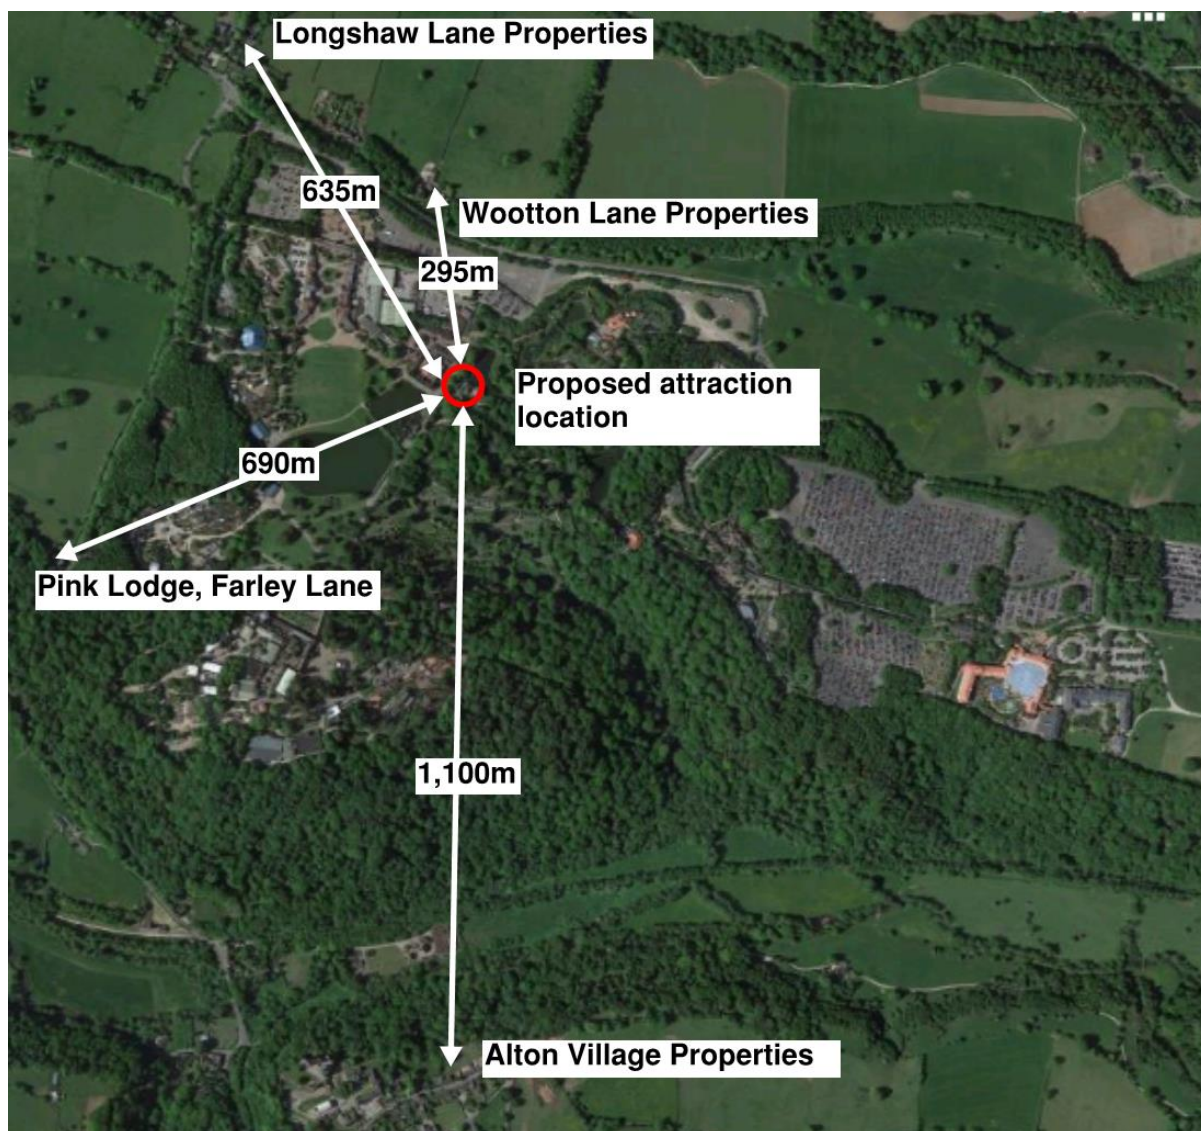 Longshaw Lane Properties
635m
Wootton Lane Properties
295m
Proposed attraction
location
690m
Pink Lodge, Farley Lane
1,100m
Alton Village Properties